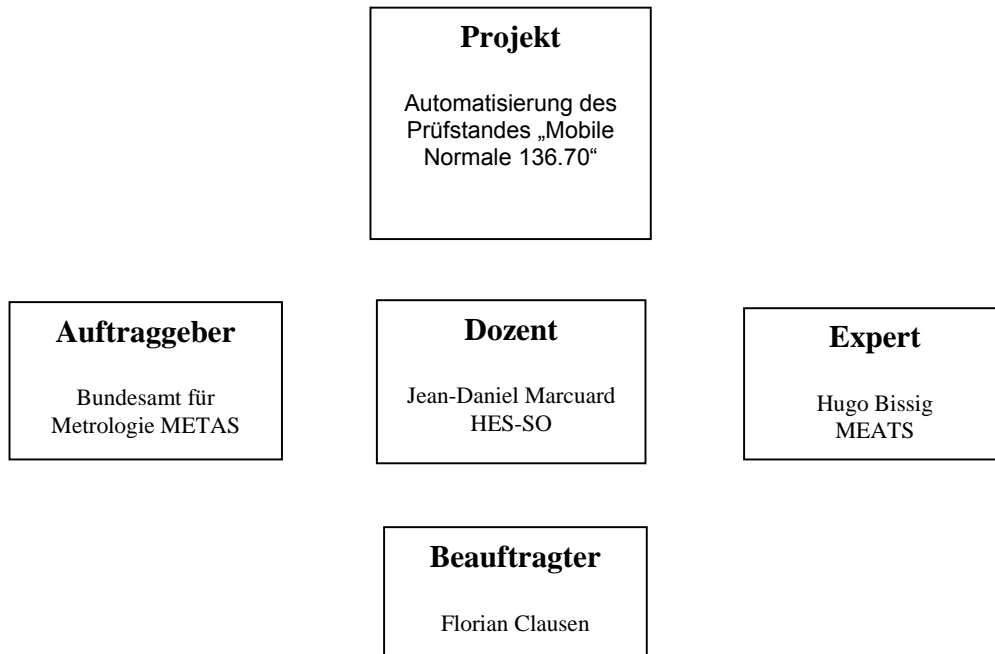 Projekt
Automatisierung des
Prüfstandes „Mobile
Normale 136.70“
Auftraggeber
Bundesamt für
Metrologie METAS
Dozent
Jean-Daniel Marcuard
HES-SO
Expert
Hugo Bissig
MEATS
Beauftragter
Florian Clausen